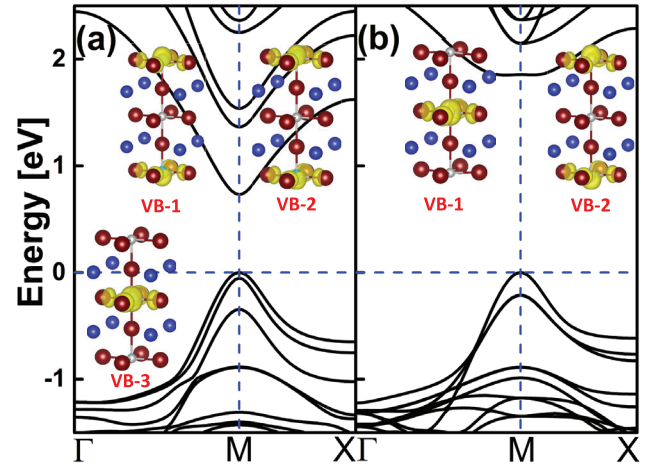 Energy [eV]
2
1
0
-1
(a)
VB-1
VB-2
VB-3
(b)
VB-1
VB-2
Γ
M
X
Γ
M
X